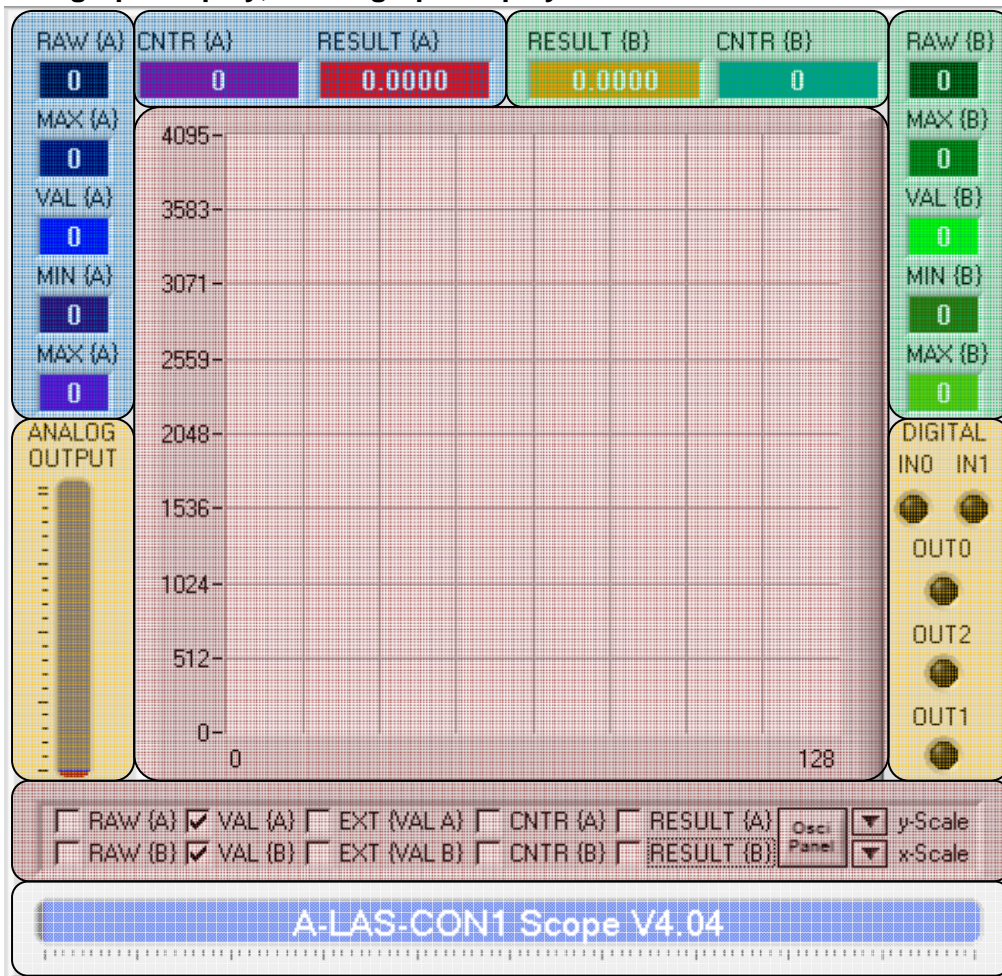 RAW {A} CNTR {A} RESULT {A} RESULT {B} CNTR {B} RAW {B}
0 0 0.0000 0.0000 0 0
MAX {A} MAX {B}
0 0
VAL {A} VAL {B}
0 0
MIN {A} MIN {B}
0 0
MAX {A} MAX {B}
0 0
4095
3583
3071
2559
2048
1536
1024
512
0
0 128
ANALOG
OUTPUT
DIGITAL
IN0 IN1
OUT0
OUT2
OUT1
RAW {A} VAL {A} EXT {VAL A} CNTR {A} RESULT {A} Osci Panel y-Scale
RAW {B} VAL {B} EXT {VAL B} CNTR {B} RESULT {B} x-Scale
A-LAS-CON1 Scope V4.04